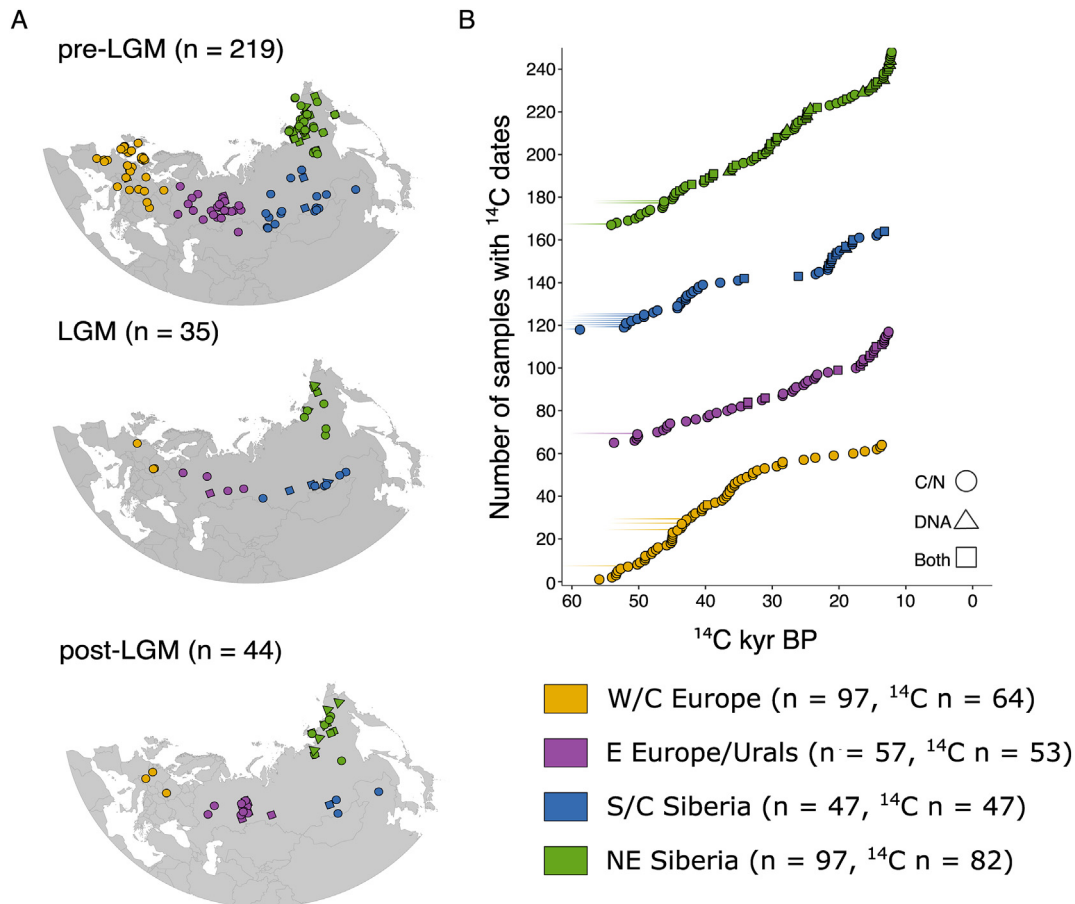 A
pre-LGM (n = 219)
LGM (n = 35)
post-LGM (n = 44)
B
Number of samples with ¹⁴C dates
240
220
200
180
160
140
120
100
80
60
40
20
0
60 50 40 30 20 10 0
¹⁴C kyr BP
C/N
DNA
Both
W/C Europe (n = 97, ¹⁴C n = 64)
E Europe/Urals (n = 57, ¹⁴C n = 53)
S/C Siberia (n = 47, ¹⁴C n = 47)
NE Siberia (n = 97, ¹⁴C n = 82)